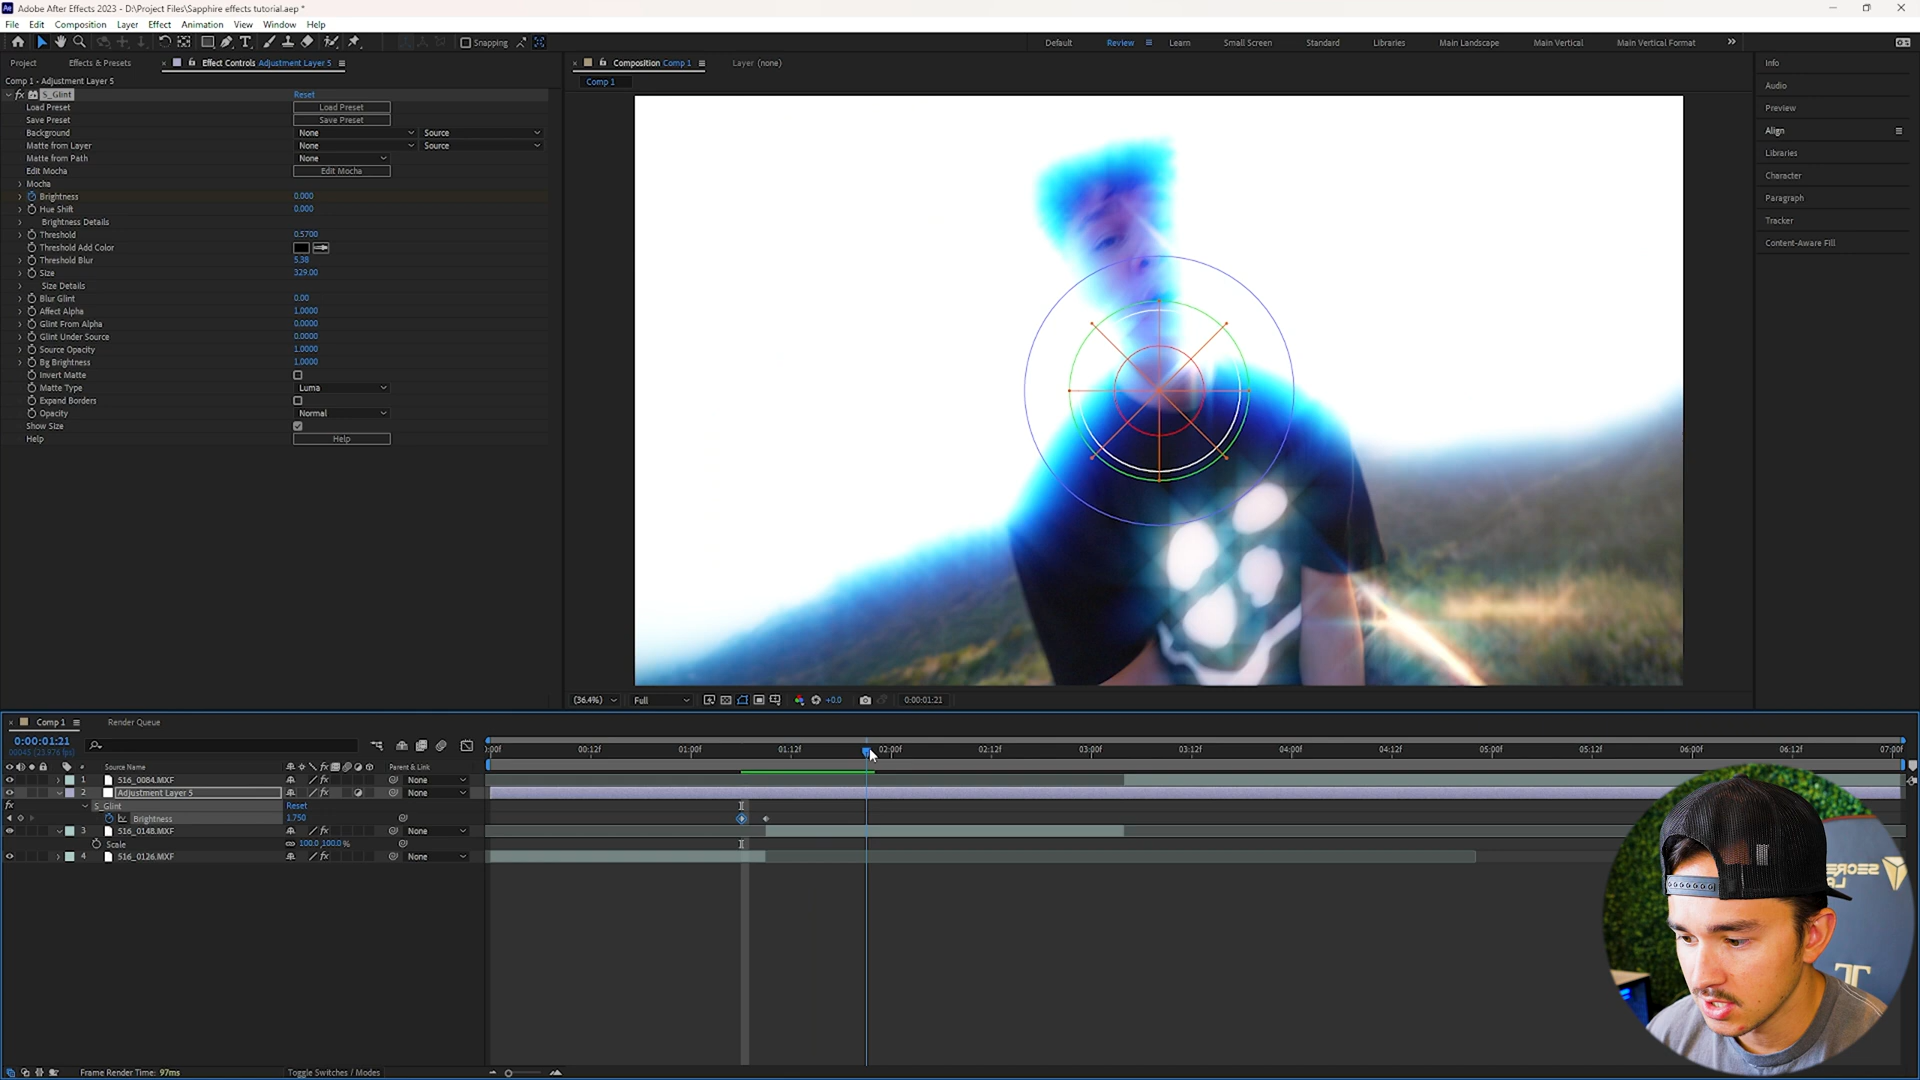 Adobe After Effects 2023 - D:\Project Files\Sapphire effects tutorial.aep *
File Edit Composition Layer Effect Animation View Window Help
Snapping
Default Review Learn Small Screen Standard Libraries Main Landscape Main Vertical Main Vertical Format
Project Effects & Presets Effect Controls Adjustment Layer 5
Composition Comp 1 Layer (none)
Comp 1 - Adjustment Layer 5
Comp 1
fx S_Glint Reset
Load Preset Load Preset
Save Preset Save Preset
Background None Source
Matte from Layer None Source
Matte from Path None
Edit Mocha Edit Mocha
Mocha
Brightness 0.000
Hue Shift 0.000
Brightness Details
Threshold 0.5700
Threshold Add Color
Threshold Blur 5.38
Size 329.00
Size Details
Blur Glint 0.00
Affect Alpha 1.0000
Glint From Alpha 0.0000
Glint Under Source 0.0000
Source Opacity 1.0000
Bg Brightness 1.0000
Invert Matte
Matte Type Luma
Expand Borders
Opacity Normal
Show Size
Help Help
Info
Audio
Preview
Align
Libraries
Character
Paragraph
Tracker
Content-Aware Fill
(36.4%) Full +0.0 0:00:01:21
Comp 1 Render Queue
0:00:01:21
00045 (23.976 fps)
:00f 00:12f 01:00f 01:12f 02:00f 02:12f 03:00f 03:12f 04:00f 04:12f 05:00f 05:12f 06:00f 06:12f 07:00f
# Source Name Parent & Link
1 516_0084.MXF None
2 Adjustment Layer 5 None
fx S_Glint Reset
Brightness 1.750
3 516_0148.MXF None
Scale 100.0,100.0%
4 516_0126.MXF None
Frame Render Time: 97ms Toggle Switches / Modes